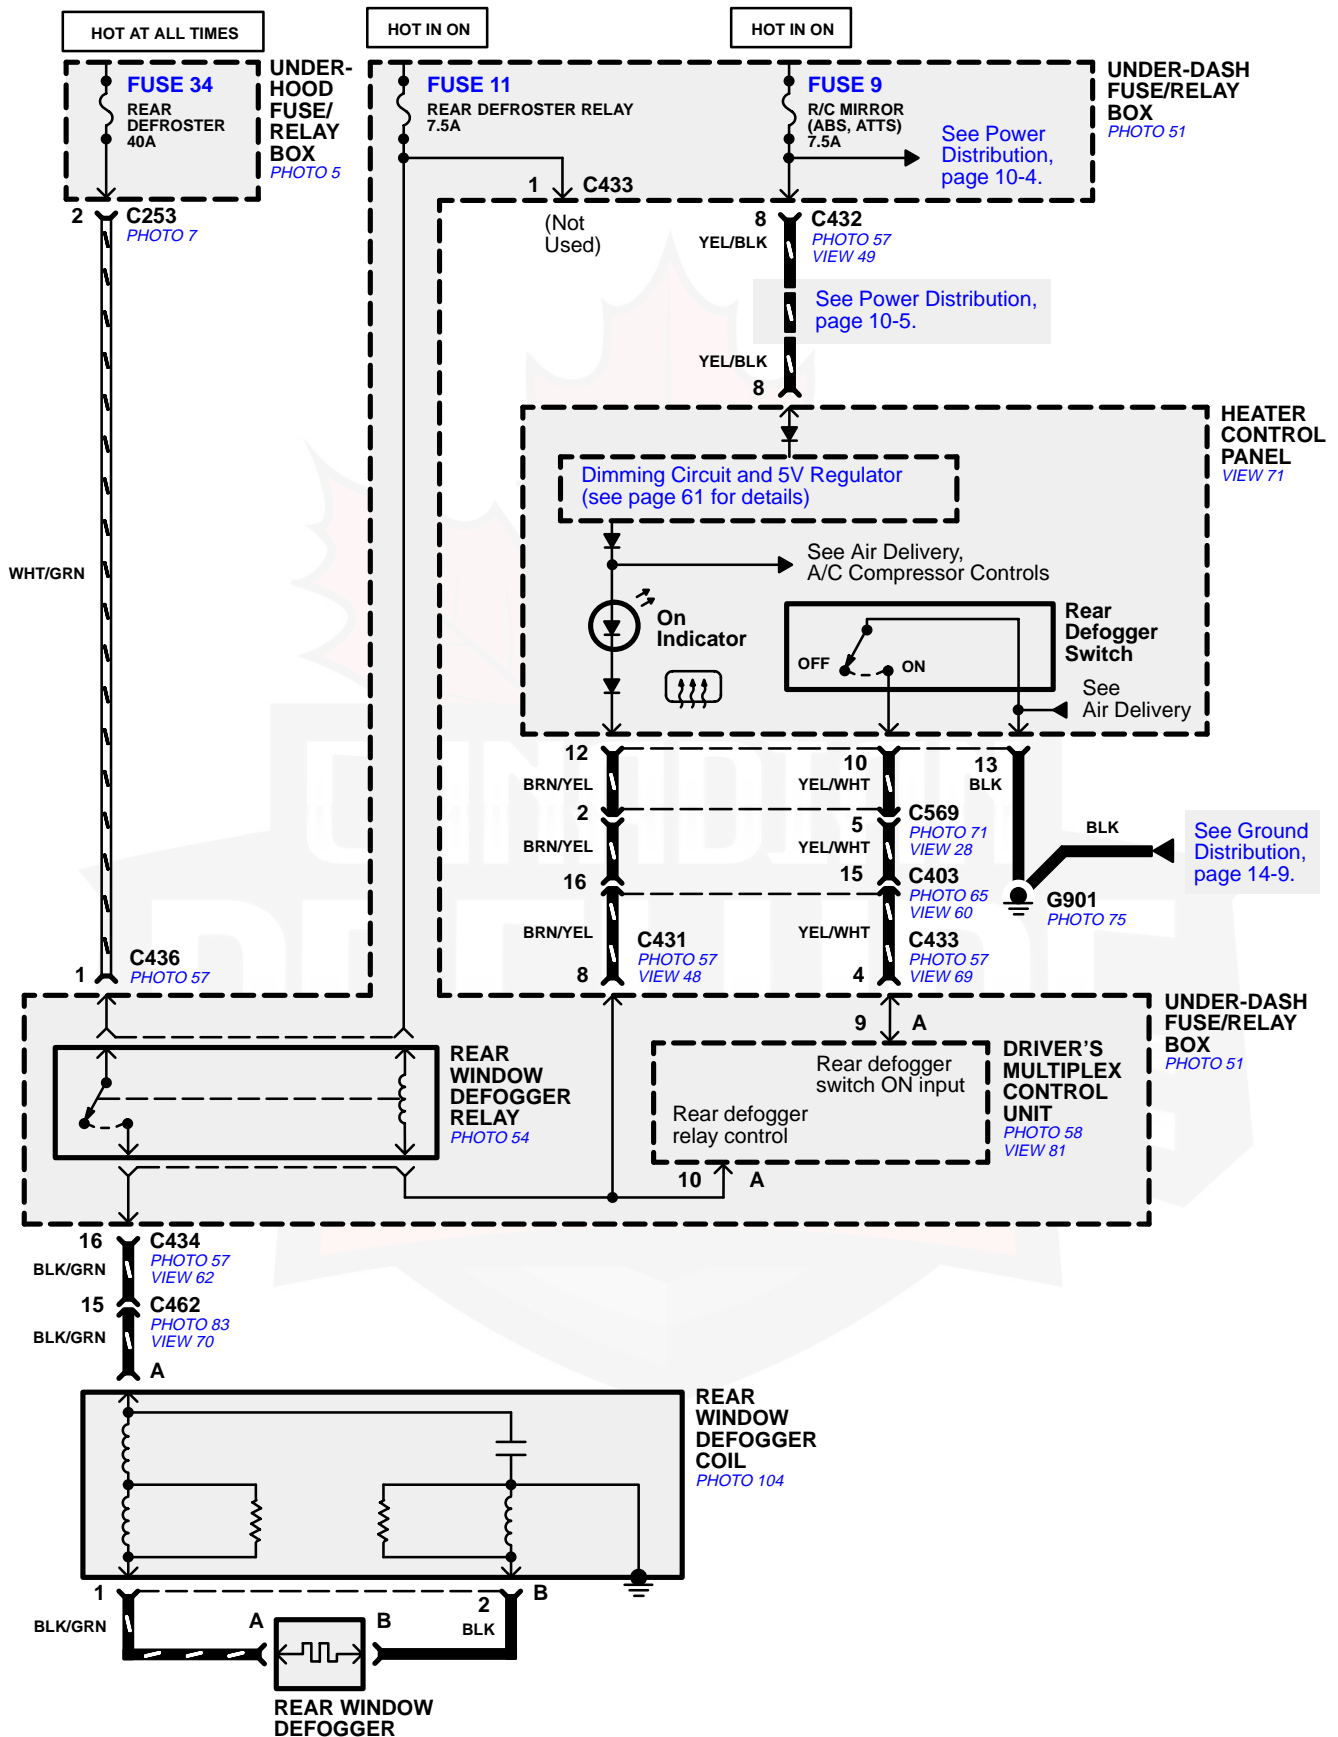 HOT AT ALL TIMES
HOT IN ON
HOT IN ON
FUSE 34
REAR
DEFROSTER
40A
UNDER-
HOOD
FUSE/
RELAY
BOX
PHOTO 5
FUSE 11
REAR DEFROSTER RELAY
7.5A
FUSE 9
R/C MIRROR
(ABS, ATTS)
7.5A
See Power
Distribution,
page 10-4.
UNDER-DASH
FUSE/RELAY
BOX
PHOTO 51
1 C433
(Not
Used)
2 C253
PHOTO 7
8 C432
YEL/BLK
PHOTO 57
VIEW 49
See Power Distribution,
page 10-5.
YEL/BLK
8
HEATER
CONTROL
PANEL
VIEW 71
Dimming Circuit and 5V Regulator
(see page 61 for details)
See Air Delivery,
A/C Compressor Controls
WHT/GRN
On
Indicator
OFF
ON
Rear
Defogger
Switch
See
Air Delivery
12
10
13
BRN/YEL
YEL/WHT
BLK
2
5
C569
PHOTO 71
VIEW 28
BRN/YEL
YEL/WHT
16
15
C403
PHOTO 65
VIEW 60
BLK
See Ground
Distribution,
page 14-9.
G901
PHOTO 75
BRN/YEL
YEL/WHT
8
C431
PHOTO 57
VIEW 48
4
C433
PHOTO 57
VIEW 69
1
C436
PHOTO 57
UNDER-DASH
FUSE/RELAY
BOX
PHOTO 51
9 A
REAR
WINDOW
DEFOGGER
RELAY
PHOTO 54
Rear defogger
switch ON input
Rear defogger
relay control
DRIVER'S
MULTIPLEX
CONTROL
UNIT
PHOTO 58
VIEW 81
10 A
16 C434
BLK/GRN
PHOTO 57
VIEW 62
15 C462
BLK/GRN
PHOTO 83
VIEW 70
A
REAR
WINDOW
DEFOGGER
COIL
PHOTO 104
1
2
B
BLK/GRN
A
B
BLK
REAR WINDOW
DEFOGGER